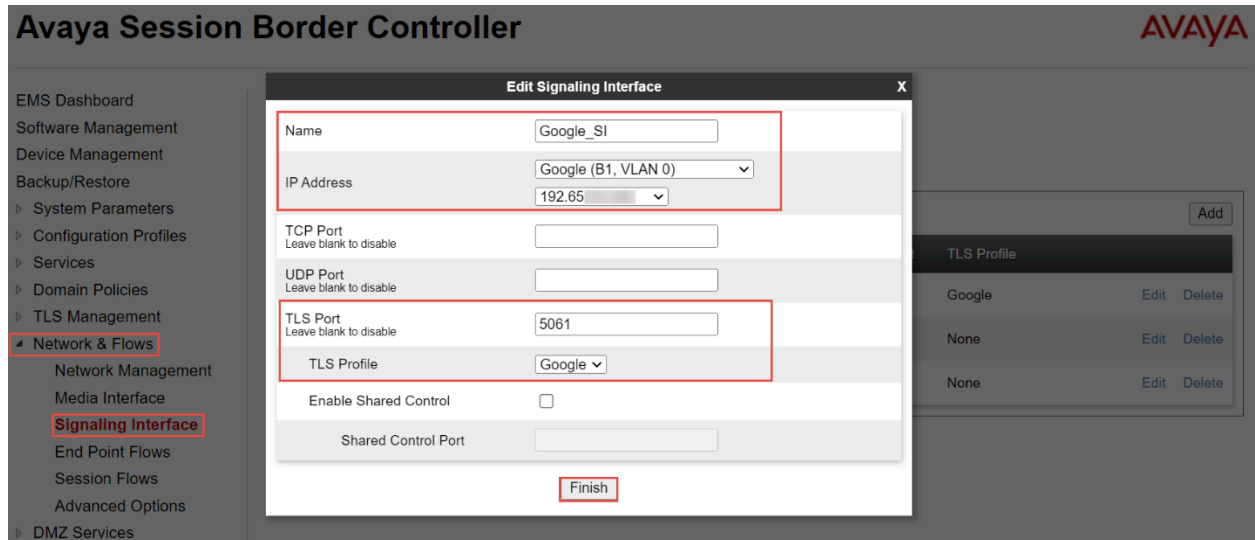 Avaya Session Border Controller
AVAYA
EMS Dashboard
Software Management
Device Management
Backup/Restore
System Parameters
Configuration Profiles
Services
Domain Policies
TLS Management
Network & Flows
Network Management
Media Interface
Signaling Interface
End Point Flows
Session Flows
Advanced Options
DMZ Services
Edit Signaling Interface X
Name Google_SI
IP Address Google (B1, VLAN 0)
192.65
TCP Port
Leave blank to disable
UDP Port
Leave blank to disable
TLS Port 5061
Leave blank to disable
TLS Profile Google
Enable Shared Control
Shared Control Port
Finish
Add
TLS Profile
Google Edit Delete
None Edit Delete
None Edit Delete